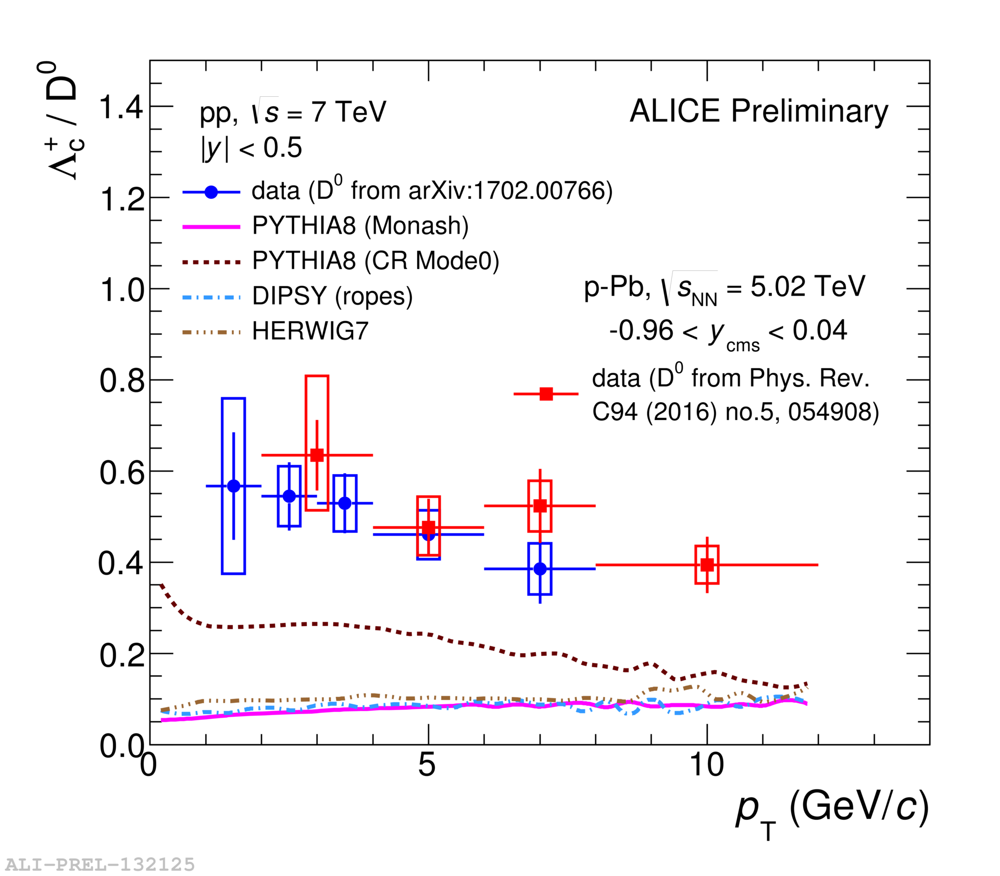 Λc+ / D0
1.4
1.2
1.0
0.8
0.6
0.4
0.2
0.0
pp, √s = 7 TeV
|y| < 0.5
data (D0 from arXiv:1702.00766)
PYTHIA8 (Monash)
PYTHIA8 (CR Mode0)
DIPSY (ropes)
HERWIG7
ALICE Preliminary
p-Pb, √sNN = 5.02 TeV
-0.96 < ycms < 0.04
data (D0 from Phys. Rev.
C94 (2016) no.5, 054908)
0 5 10
pT (GeV/c)
ALI-PREL-132125